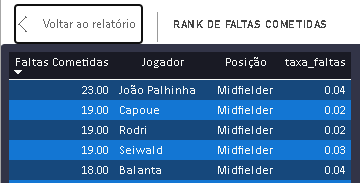 Voltar ao relatório
RANK DE FALTAS COMETIDAS
Faltas Cometidas Jogador Posição taxa_faltas
23.00 João Palhinha Midfielder 0.04
19.00 Capoue Midfielder 0.02
19.00 Rodri Midfielder 0.02
19.00 Seiwald Midfielder 0.03
18.00 Balanta Midfielder 0.04